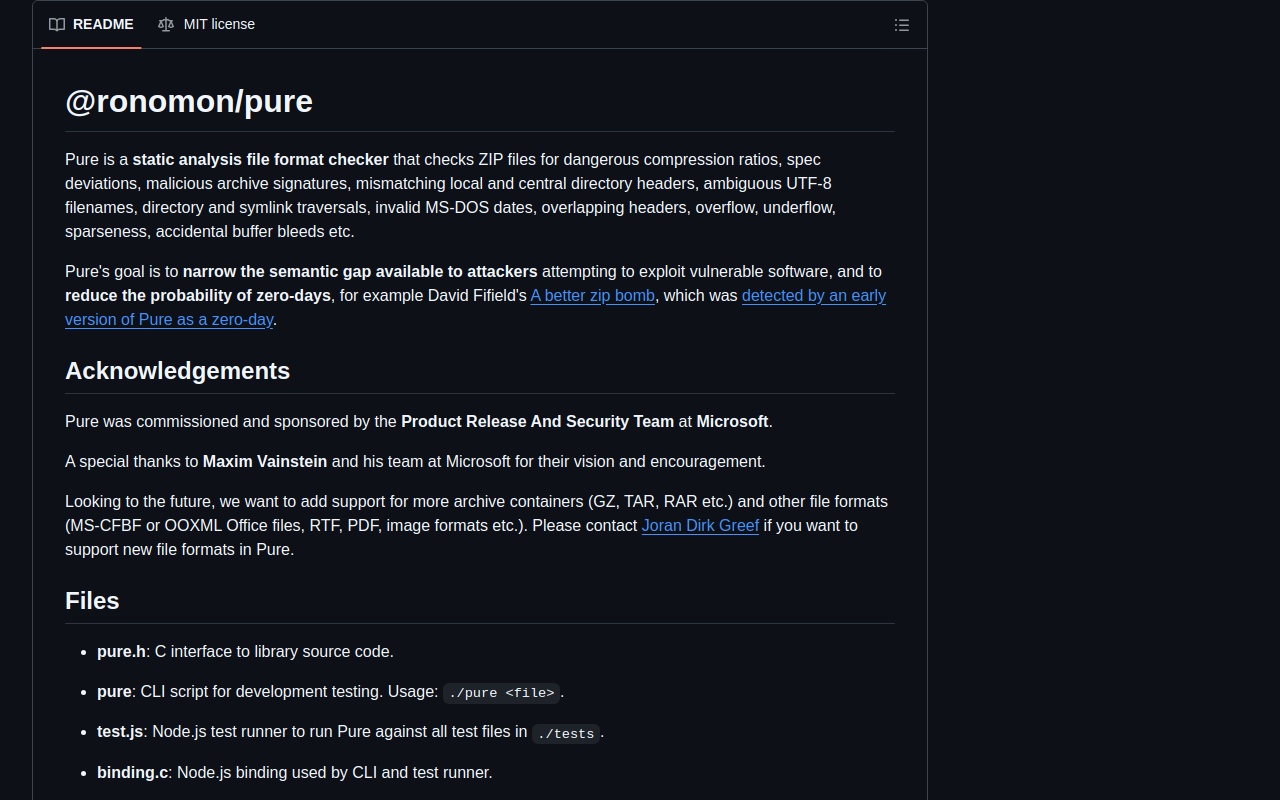 README
MIT license
@ronomon/pure
Pure is a static analysis file format checker that checks ZIP files for dangerous compression ratios, spec
deviations, malicious archive signatures, mismatching local and central directory headers, ambiguous UTF-8
filenames, directory and symlink traversals, invalid MS-DOS dates, overlapping headers, overflow, underflow,
sparseness, accidental buffer bleeds etc.
Pure's goal is to narrow the semantic gap available to attackers attempting to exploit vulnerable software, and to
reduce the probability of zero-days, for example David Fifield's A better zip bomb, which was detected by an early
version of Pure as a zero-day.
Acknowledgements
Pure was commissioned and sponsored by the Product Release And Security Team at Microsoft.
A special thanks to Maxim Vainstein and his team at Microsoft for their vision and encouragement.
Looking to the future, we want to add support for more archive containers (GZ, TAR, RAR etc.) and other file formats
(MS-CFBF or OOXML Office files, RTF, PDF, image formats etc.). Please contact Joran Dirk Greef if you want to
support new file formats in Pure.
Files
• pure.h: C interface to library source code.
• pure: CLI script for development testing. Usage: ./pure <file>.
• test.js: Node.js test runner to run Pure against all test files in ./tests.
• binding.c: Node.js binding used by CLI and test runner.